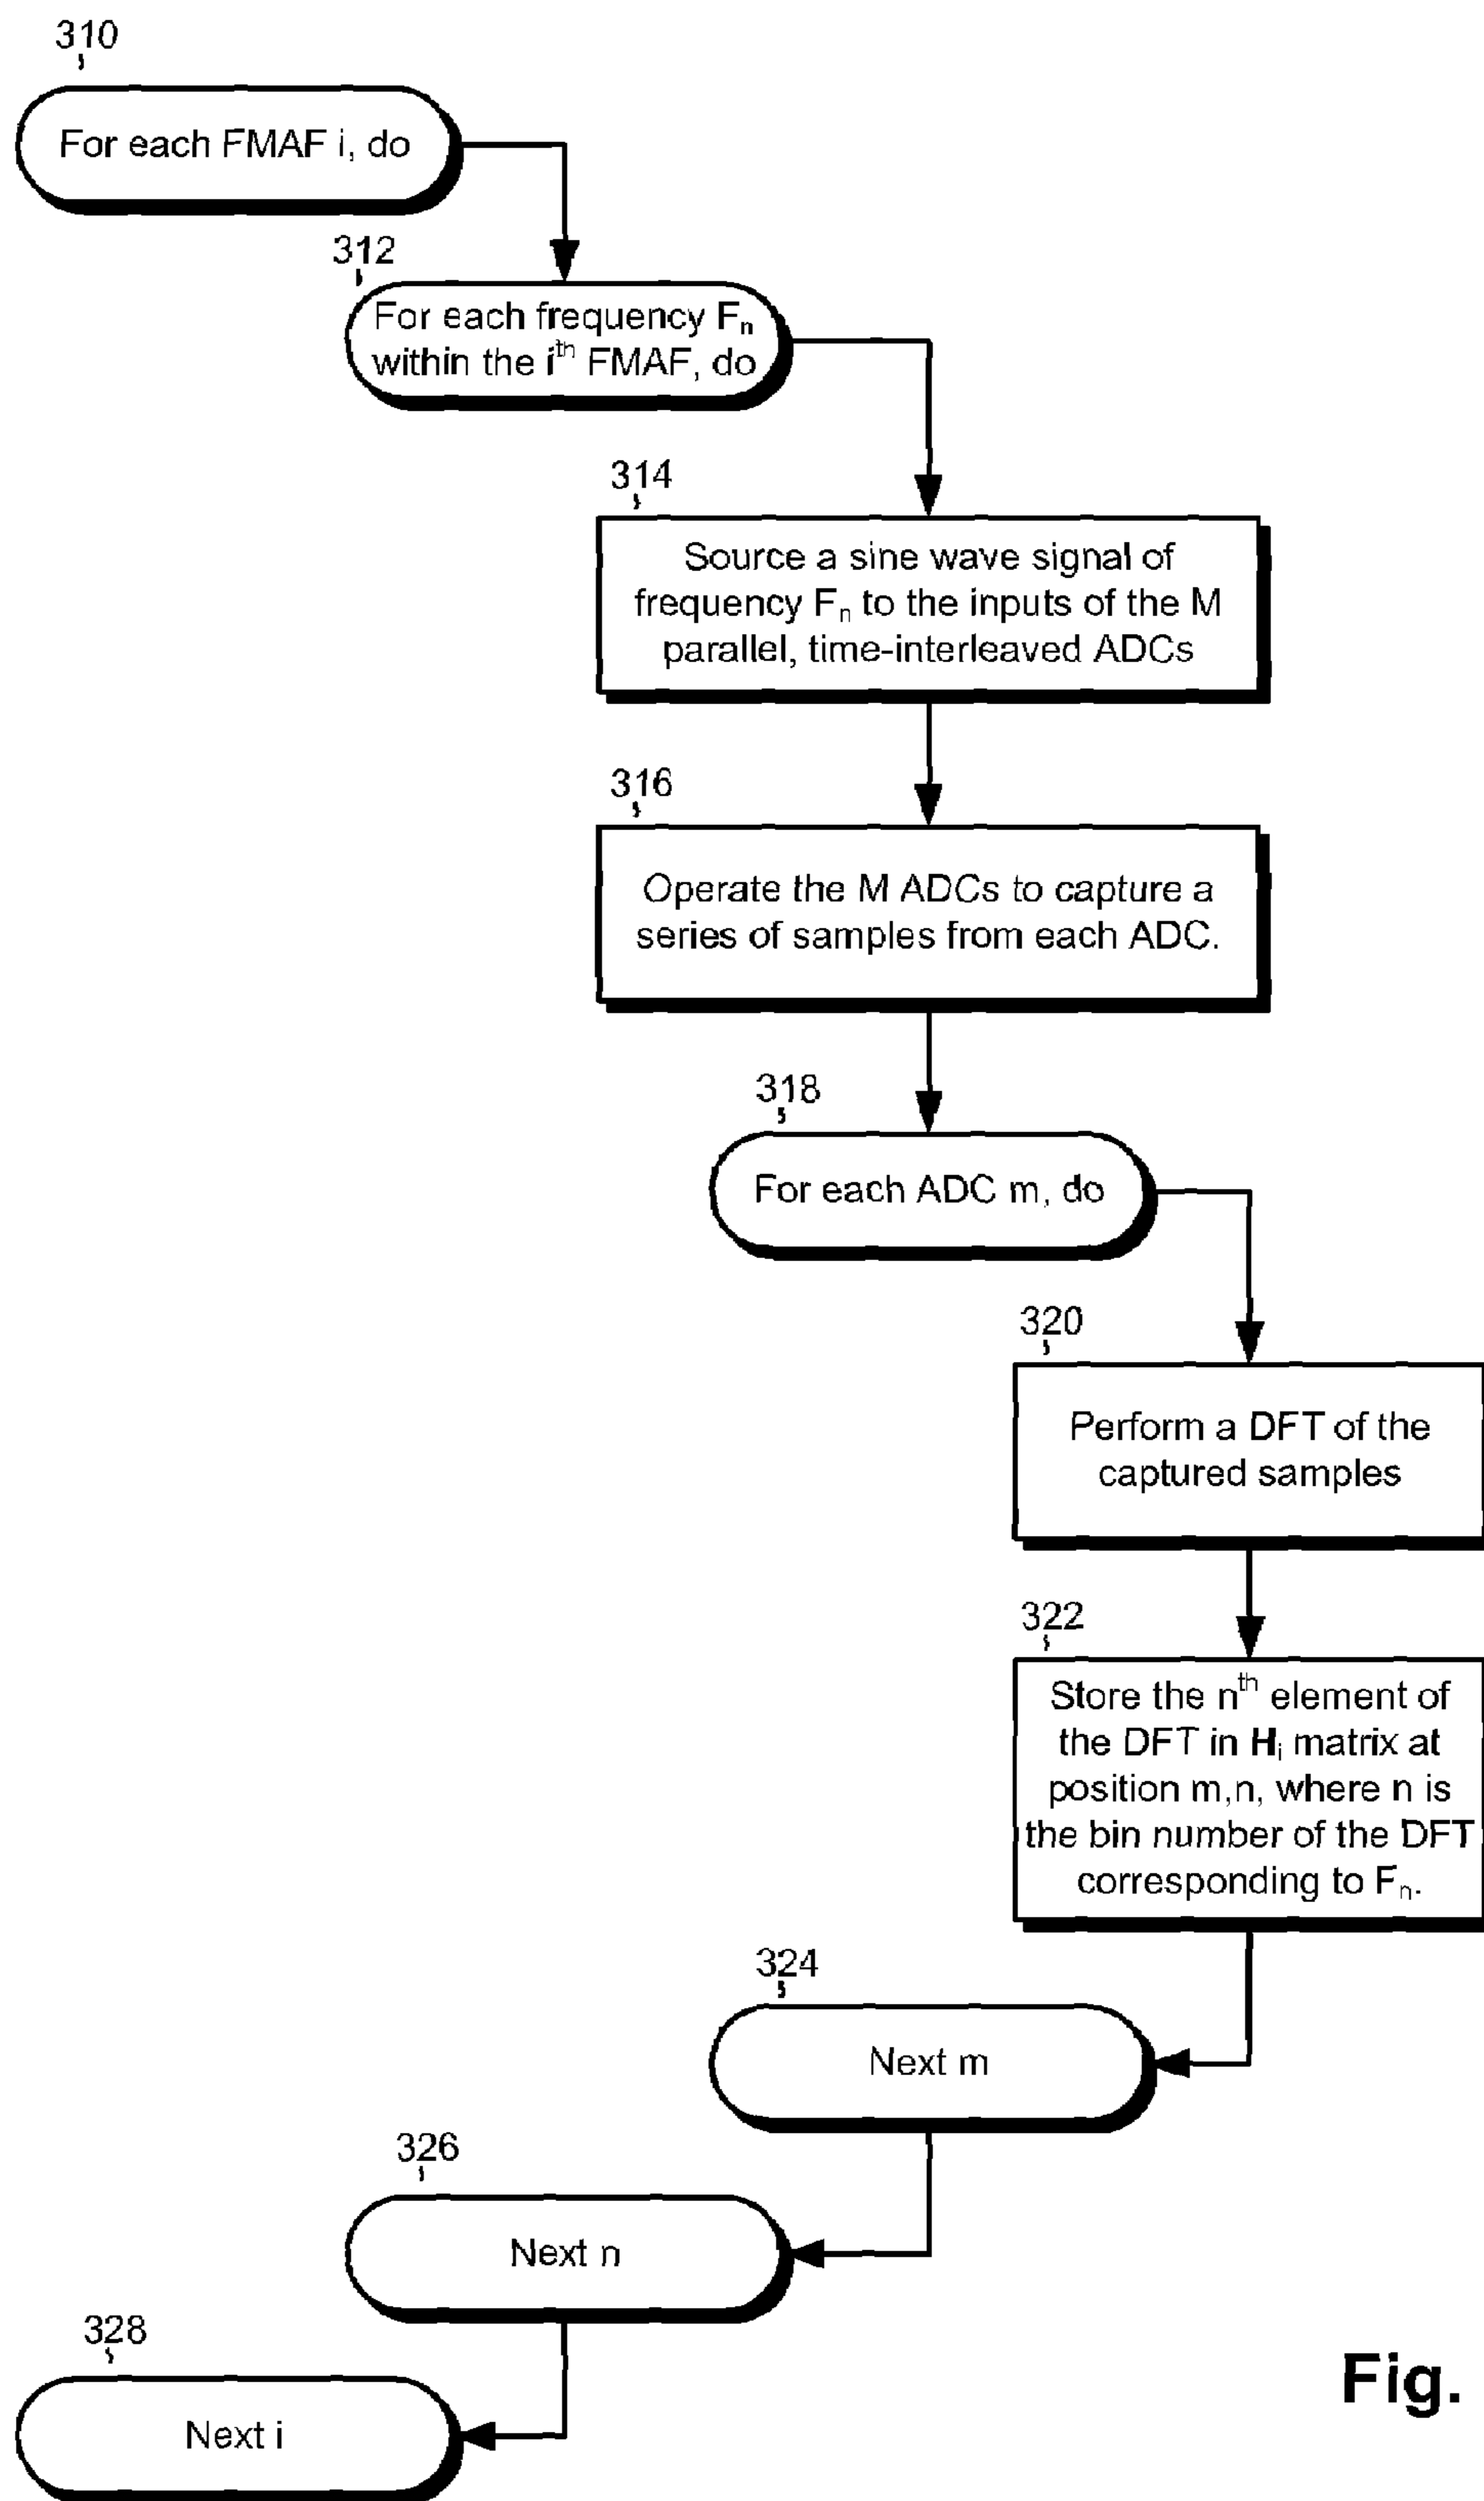 310
For each FMAF i, do
312
For each frequency Fn
within the ith FMAF, do
314
Source a sine wave signal of
frequency Fn to the inputs of the M
parallel, time-interleaved ADCs
316
Operate the M ADCs to capture a
series of samples from each ADC.
318
For each ADC m, do
320
Perform a DFT of the
captured samples
322
Store the nth element of
the DFT in Hi matrix at
position m,n, where n is
the bin number of the DFT
corresponding to Fn.
324
Next m
326
Next n
328
Next i
Fig.